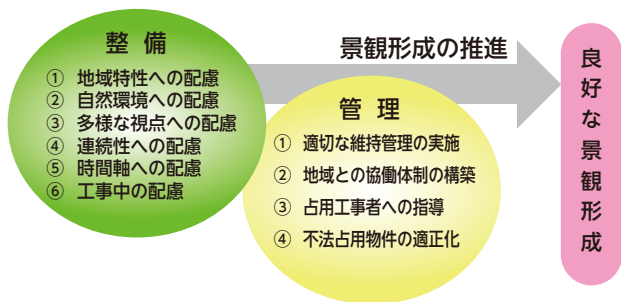 整備
① 地域特性への配慮
② 自然環境への配慮
③ 多様な視点への配慮
④ 連続性への配慮
⑤ 時間軸への配慮
⑥ 工事中の配慮
景観形成の推進
管理
① 適切な維持管理の実施
② 地域との協働体制の構築
③ 占用工事者への指導
④ 不法占用物件の適正化
良好な景観形成